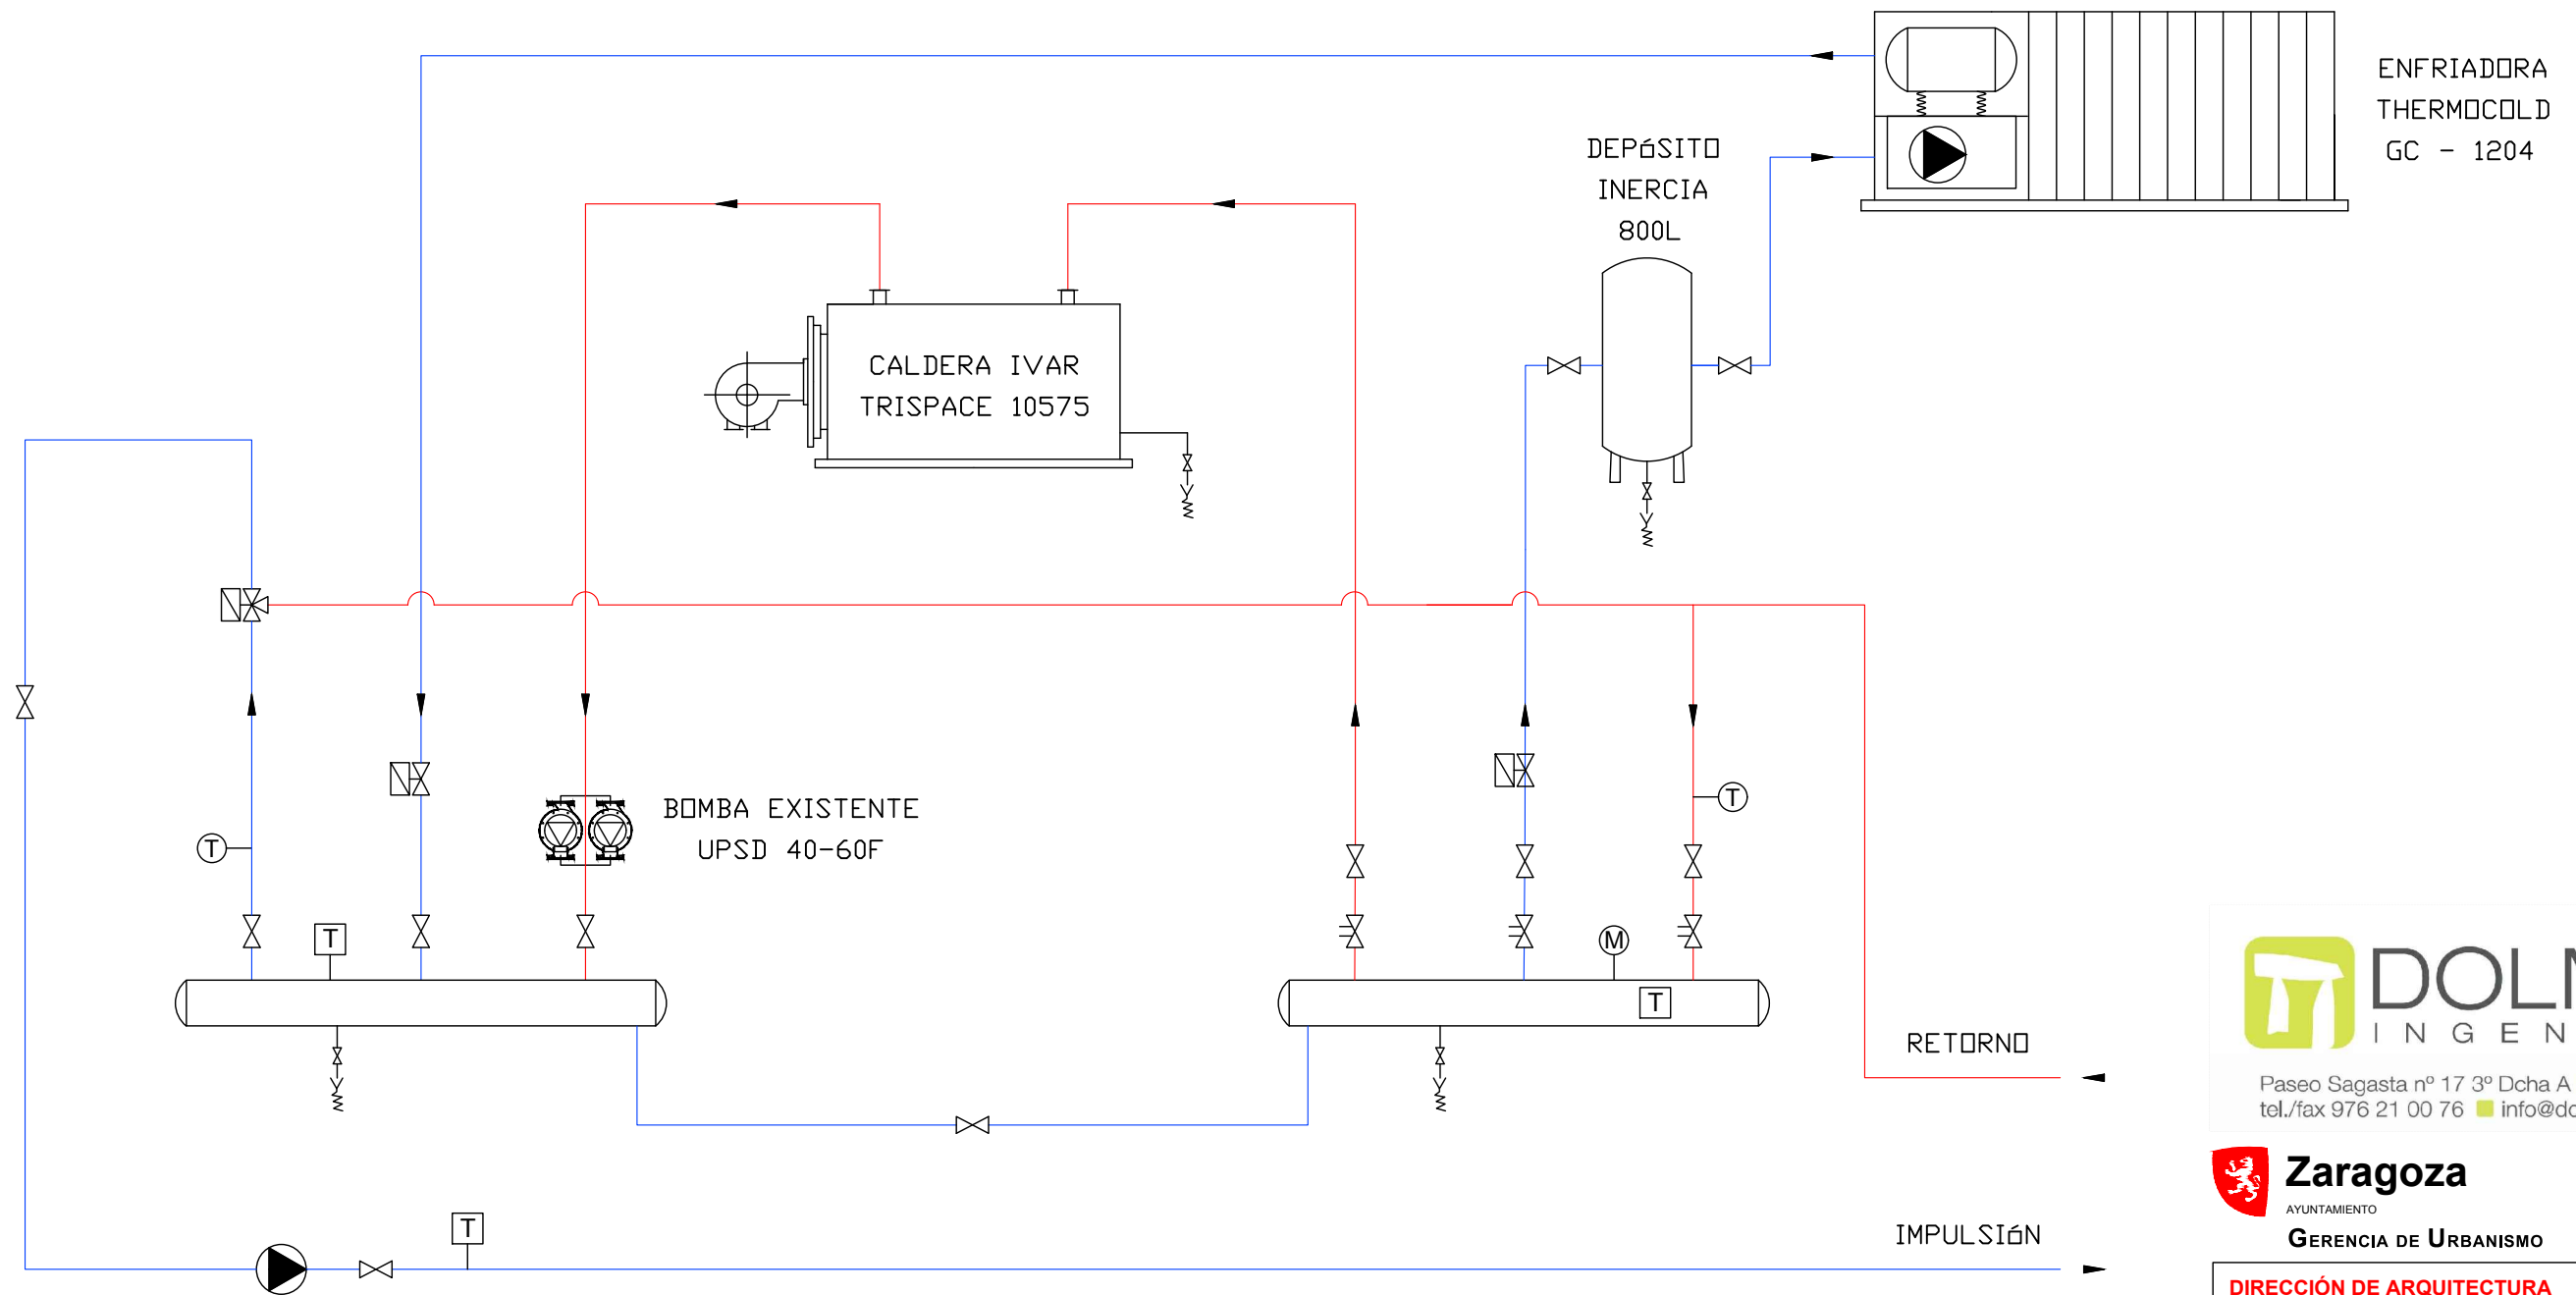 ENFRIADORA
THERMOCOLD
GC - 1204
DEPóSITO
INERCIA
800L
CALDERA IVAR
TRISPACE 10575
BOMBA EXISTENTE
UPSD 40-60F
T
T
T
M
T
RETORNO
T
IMPULSIóN
INGEN
Paseo Sagasta nº 17 3º Dcha A
tel./fax 976 21 00 76 info@do
Zaragoza
AYUNTAMIENTO
GERENCIA DE URBANISMO
DIRECCIÓN DE ARQUITECTURA